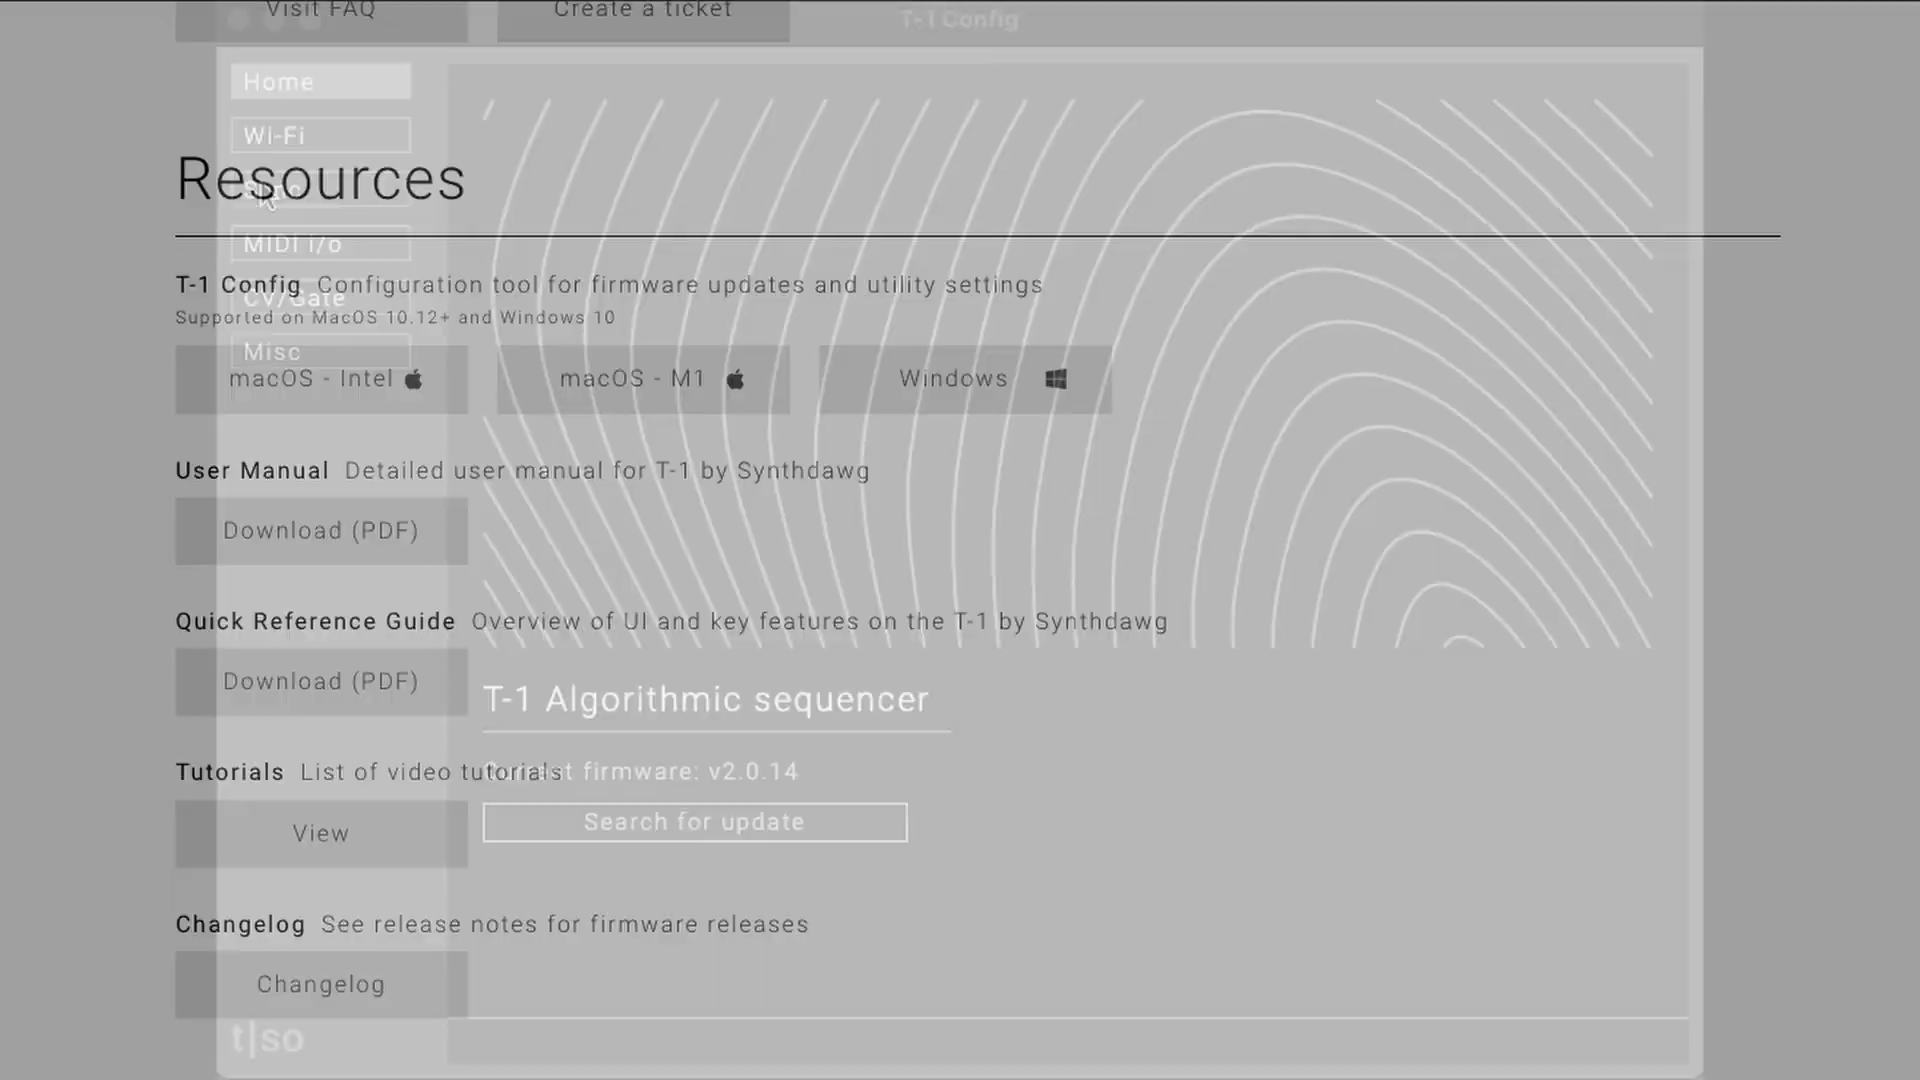 Visit FAQ
Create a ticket
T-1 Config
Home
Wi-Fi
Resources
MIDI i/o
T-1 Config Configuration tool for firmware updates and utility settings
CV/Gate
Supported on MacOS 10.12+ and Windows 10
Misc
macOS - Intel
macOS - M1
Windows
User Manual Detailed user manual for T-1 by Synthdawg
Download (PDF)
Quick Reference Guide Overview of UI and key features on the T-1 by Synthdawg
Download (PDF)
T-1 Algorithmic sequencer
Tutorials List of video tutorials
firmware: v2.0.14
Search for update
View
Changelog See release notes for firmware releases
Changelog
t|so